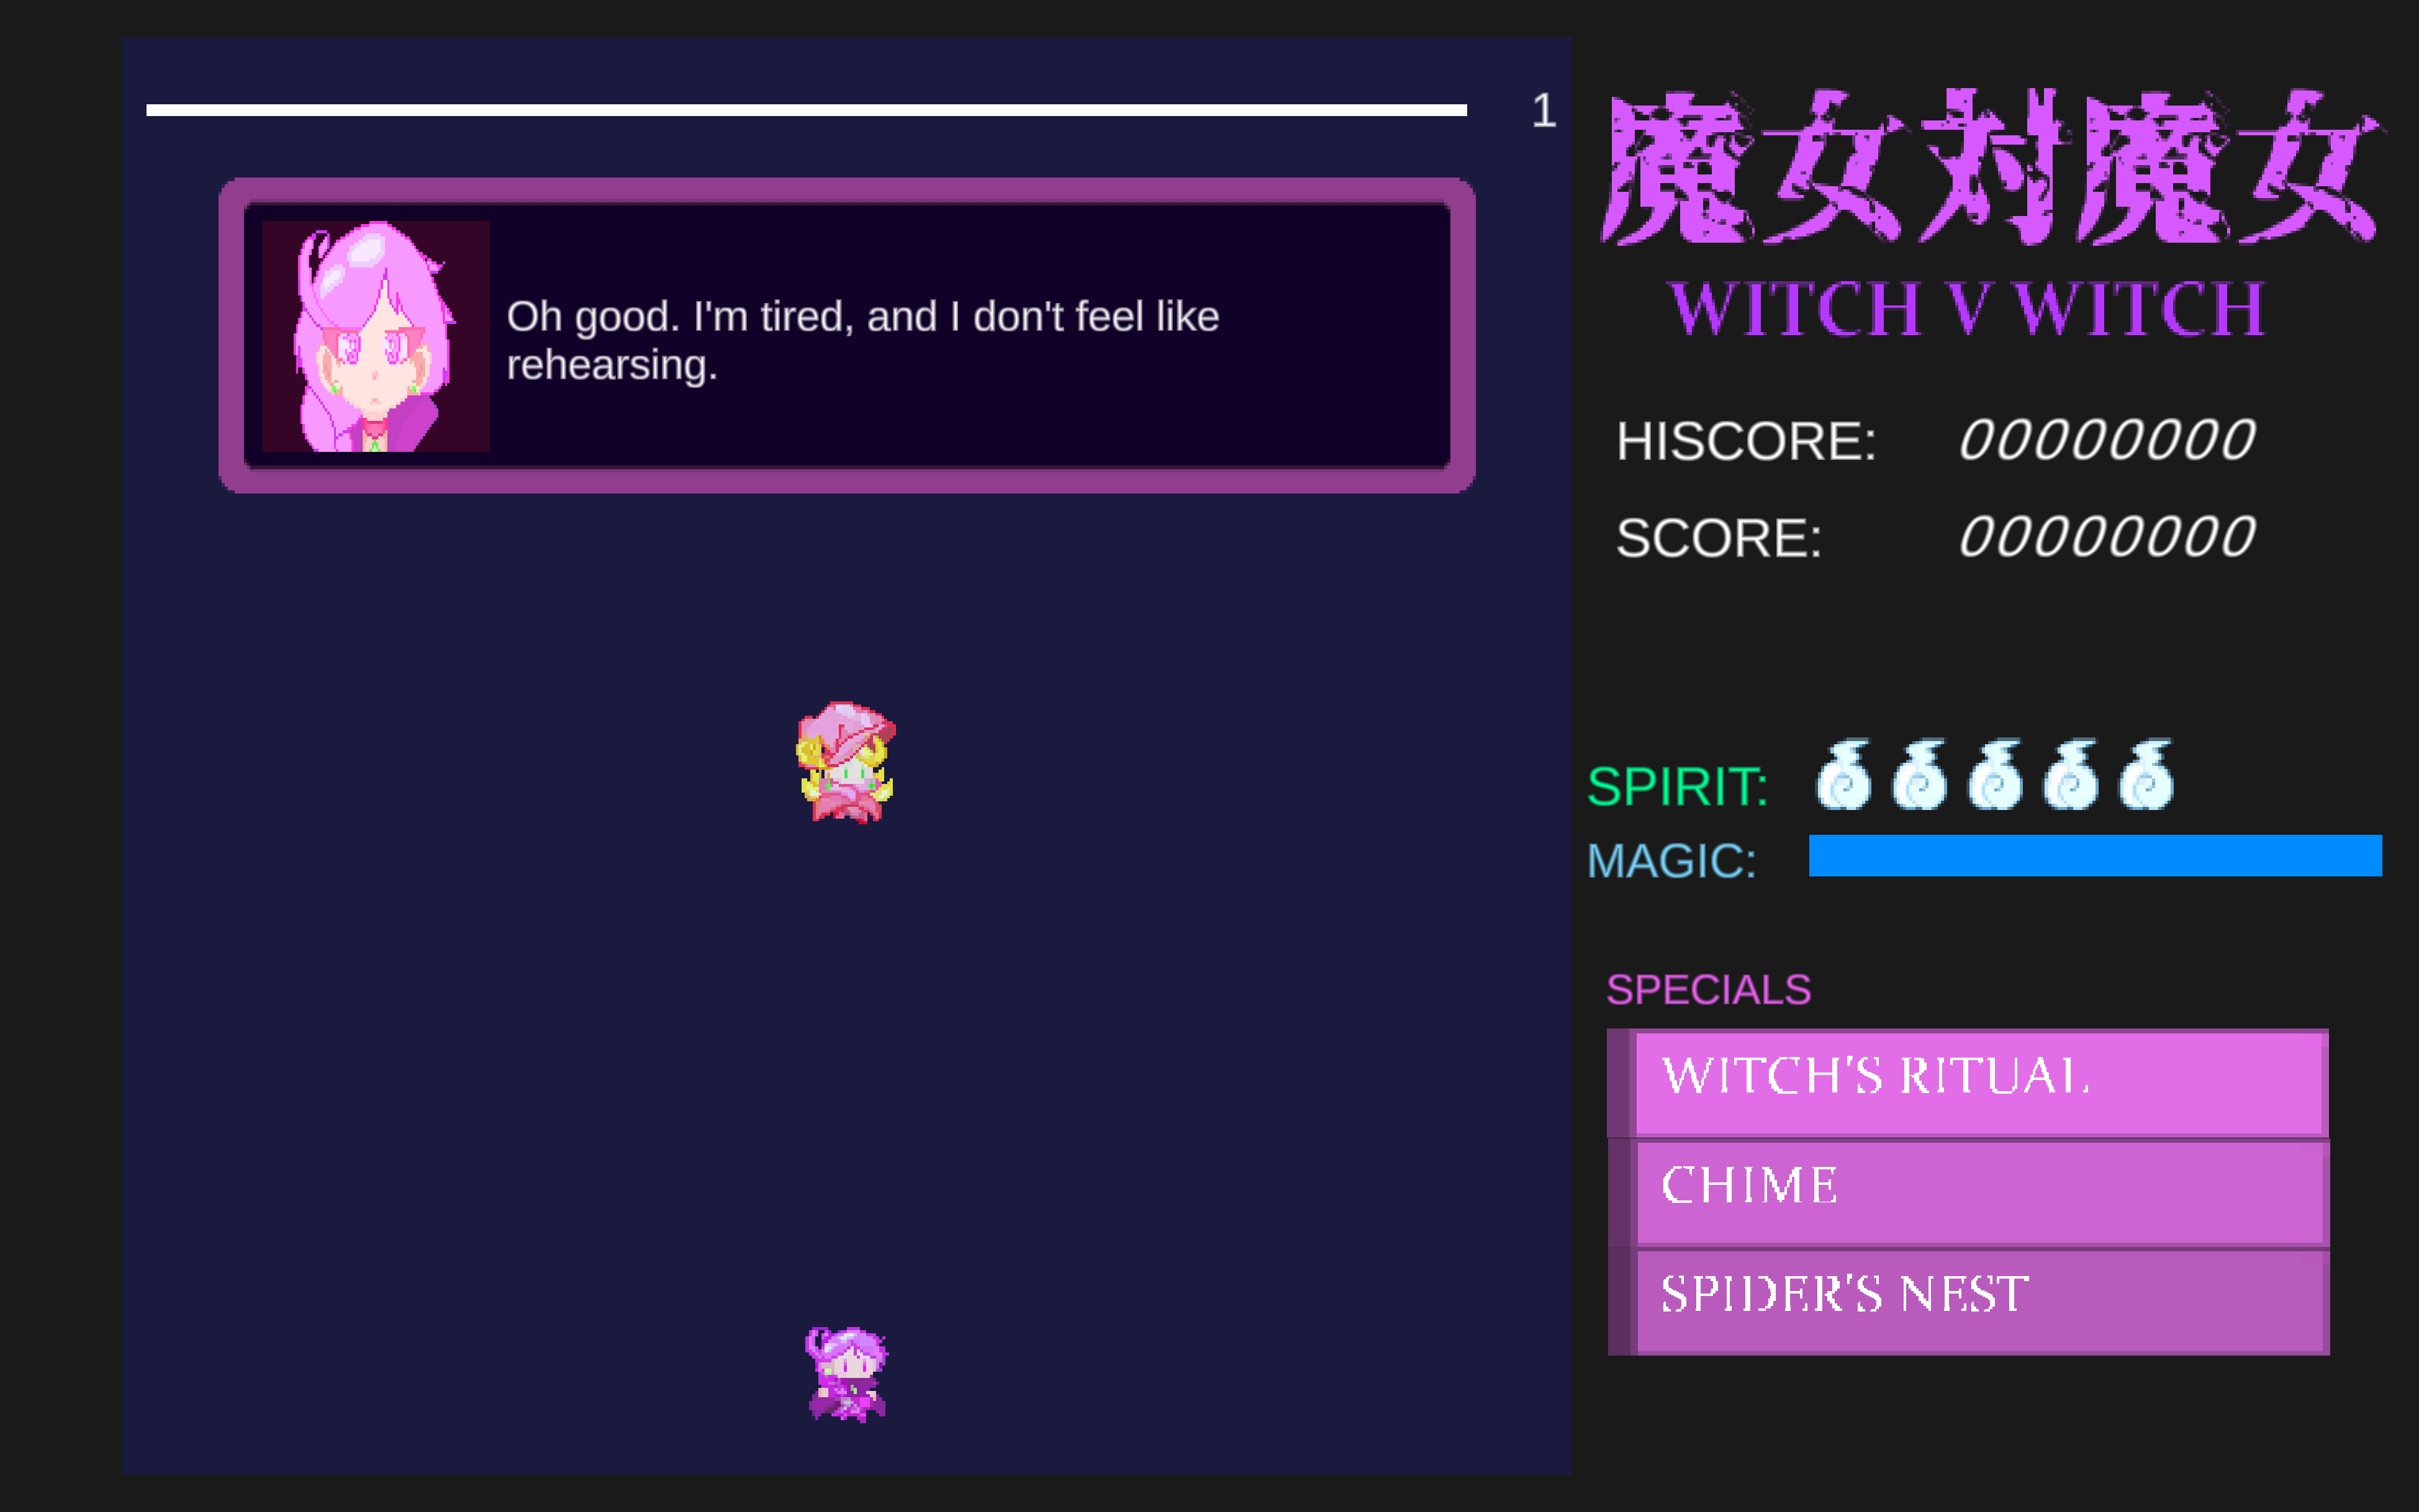 1
Oh good. I'm tired, and I don't feel like
rehearsing.
魔女対魔女
WITCH V WITCH
HISCORE: 00000000
SCORE: 00000000
SPIRIT:
MAGIC:
SPECIALS
WITCH'S RITUAL
CHIME
SPIDER'S NEST